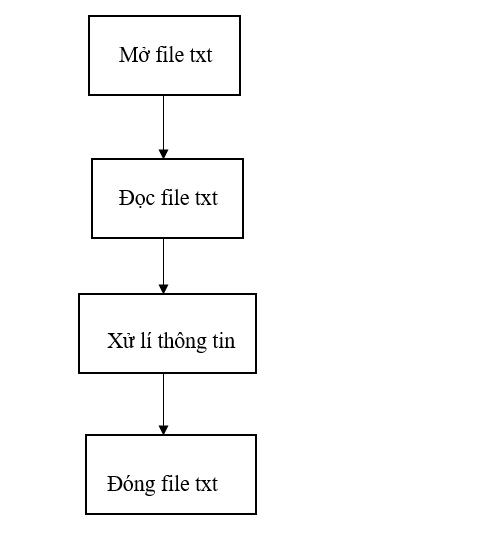 Mở file txt
Đọc file txt
Xử lí thông tin
Đóng file txt